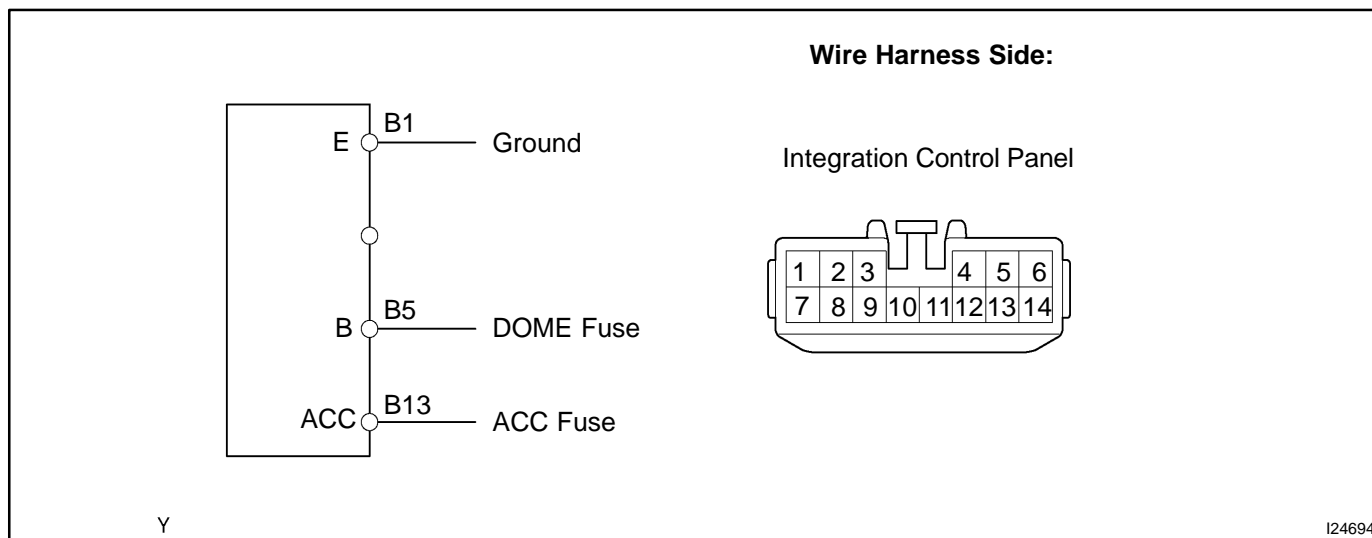 Wire Harness Side:
B1
E
Ground
Integration Control Panel
1 2 3 4 5 6
7 8 9 10 11 12 13 14
B5
B
DOME Fuse
B13
ACC
ACC Fuse
Y
I24694